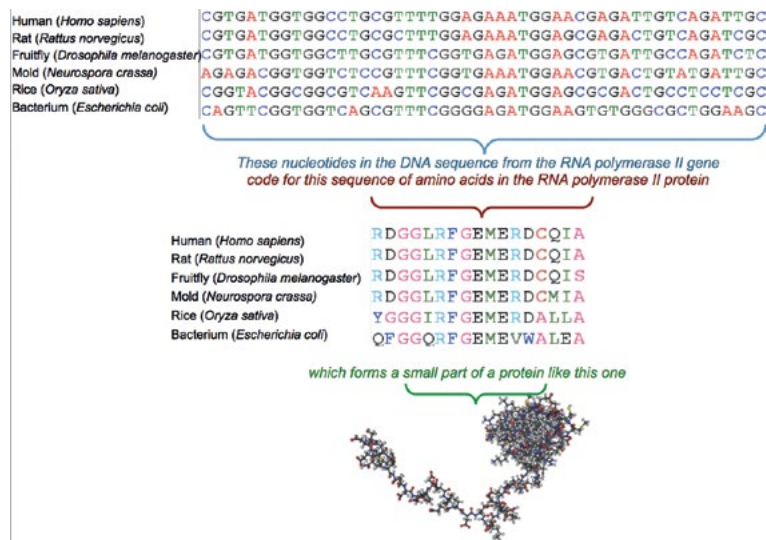 Human (Homo sapiens) CGTGATGGTGGCCTGCGTTTTGGAGAAATGGAACGAGATTGTCAGATTGC
Rat (Rattus norvegicus) CGTGATGGTGGCCTGCGCTTTGGAGAGATGGAGCGAGACTGTCAGATCGC
Fruitfly (Drosophila melanogaster) CGTGATGGTGGCTTGCGTTTCGGTGAGATGGAGCGTGATTGCCAGATCTC
Mold (Neurospora crassa) AGAGACGGTGGTCTCCGTTTCGGTGAAATGGAACGTGACTGTATGATTGC
Rice (Oryza sativa) CGGTACGGCGGCGTCAAGTTCGGCGAGATGGAGCGCGACTGCCTCCTCGC
Bacterium (Escherichia coli) CAGTTCGGTGGTCAGCGTTTCGGGGAGATGGAAGTGTGGGCGCTGGAAGC
These nucleotides in the DNA sequence from the RNA polymerase II gene
code for this sequence of amino acids in the RNA polymerase II protein
Human (Homo sapiens) RDGGLRFGEMERDCQIA
Rat (Rattus norvegicus) RDGGLRFGEMERDCQIA
Fruitfly (Drosophila melanogaster) RDGGLRFGEMERDCQIS
Mold (Neurospora crassa) RDGGLRFGEMERDCMIA
Rice (Oryza sativa) YGGGIRFGEMERDALLA
Bacterium (Escherichia coli) QFGGQRFGEMEVWALEA
which forms a small part of a protein like this one